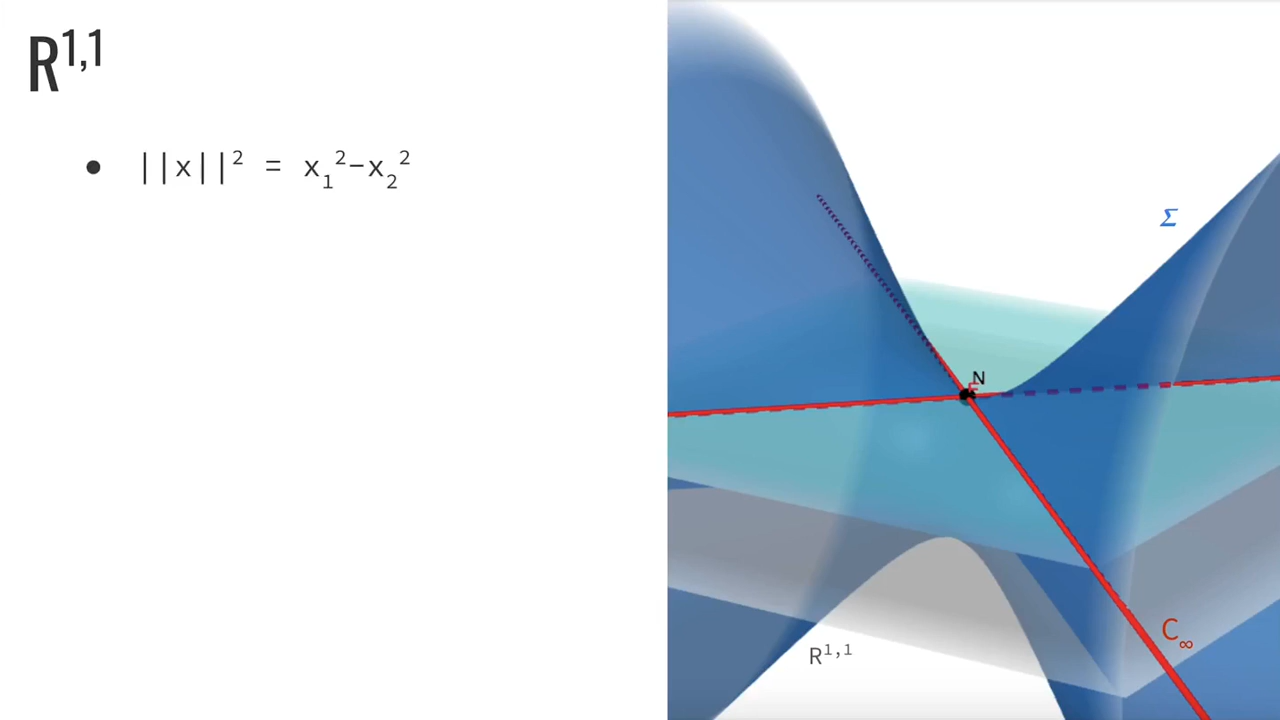 R¹,¹
● ||x||² = x₁²−x₂²
Σ
N
C∞
R¹,¹